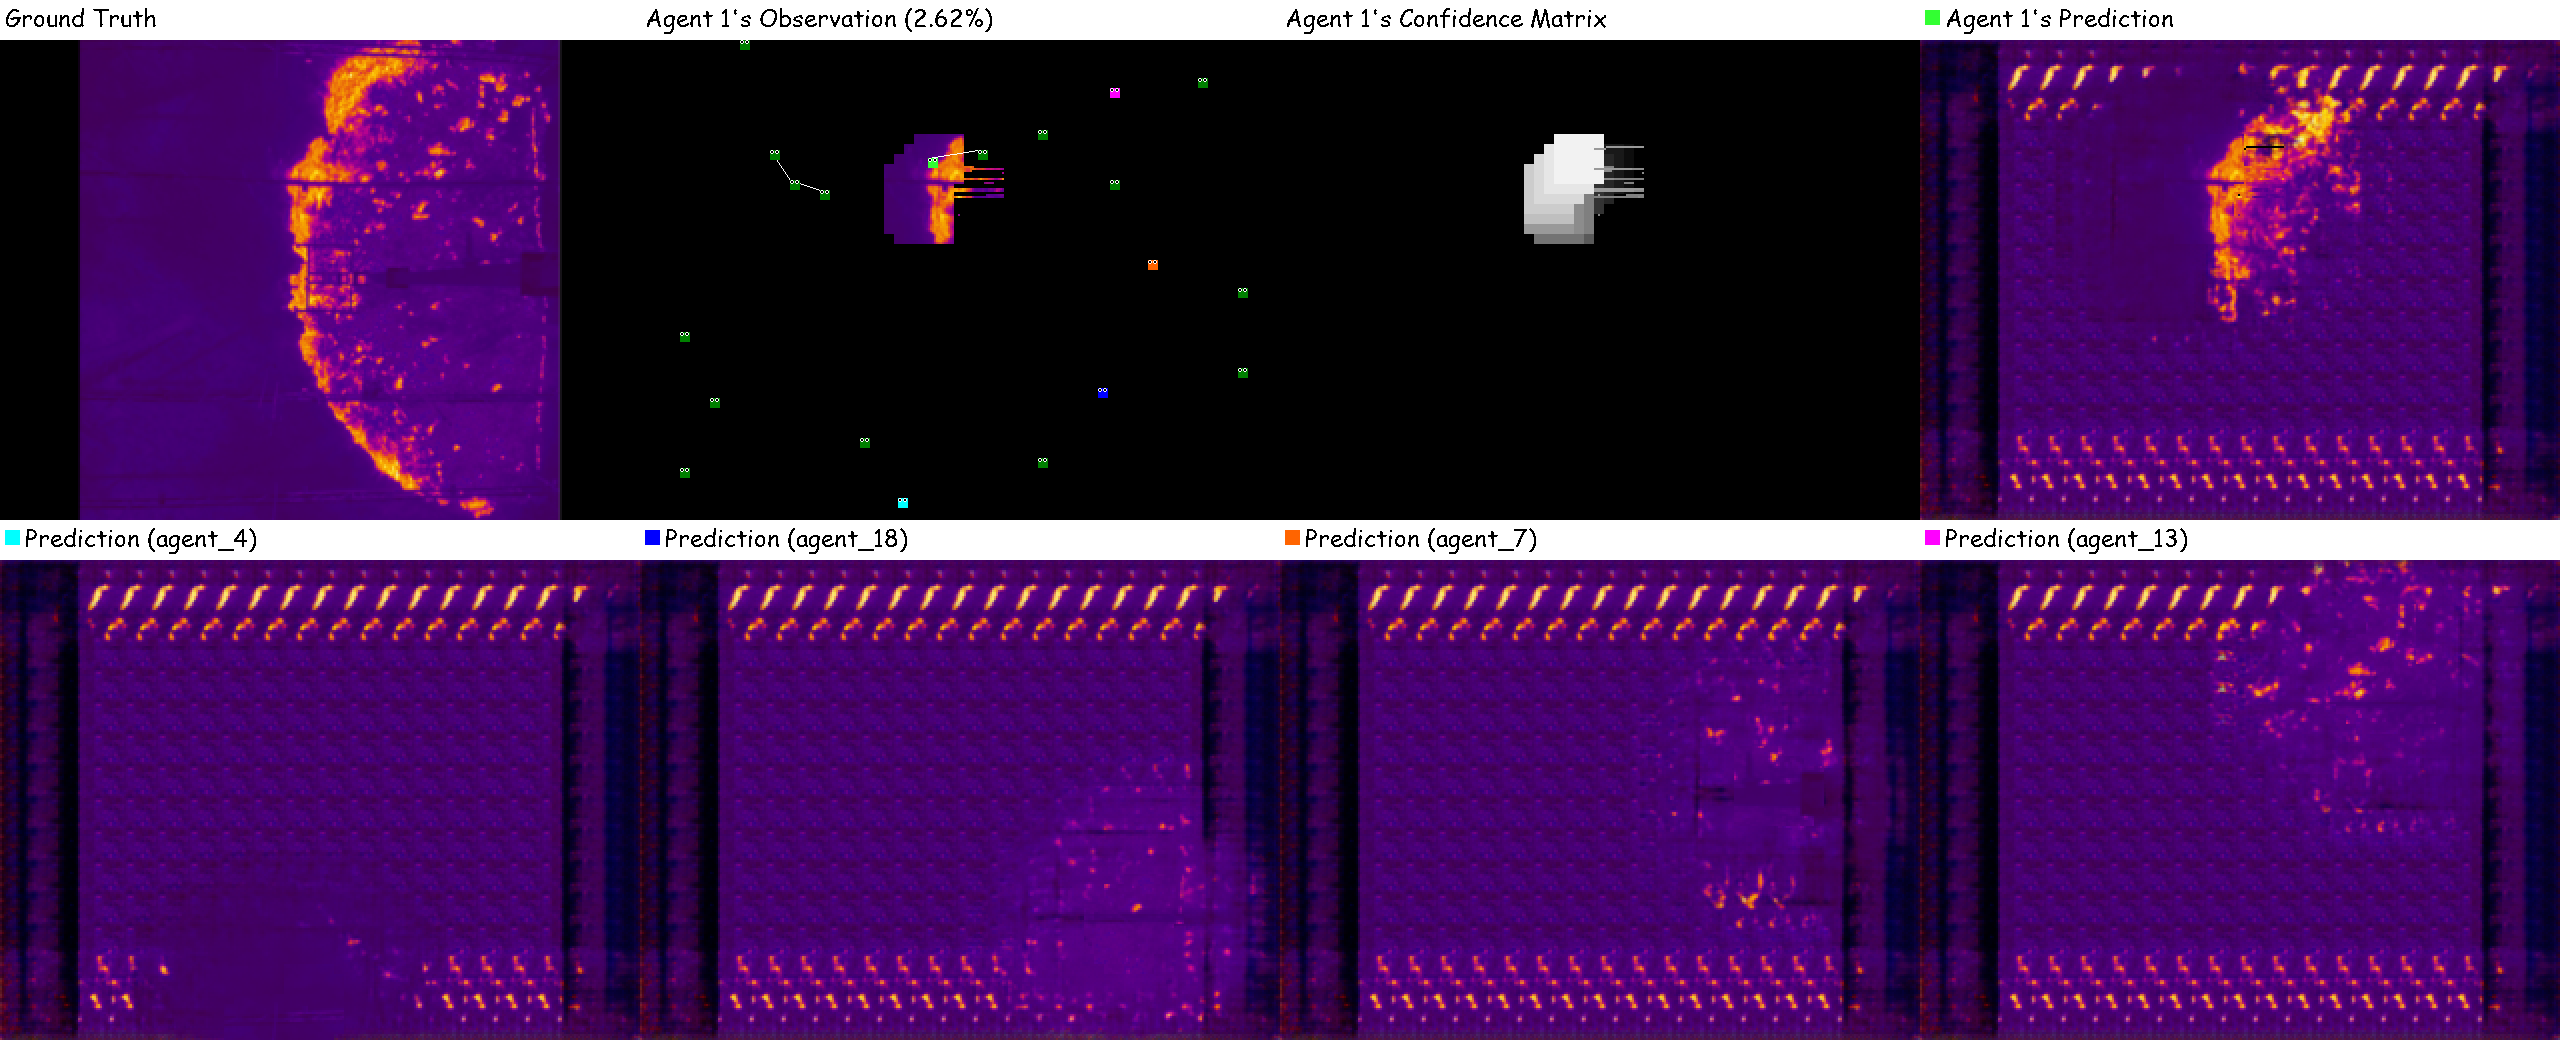 Ground Truth
Agent 1's Observation (2.62%)
Agent 1's Confidence Matrix
Agent 1's Prediction
Prediction (agent_4)
Prediction (agent_18)
Prediction (agent_7)
Prediction (agent_13)